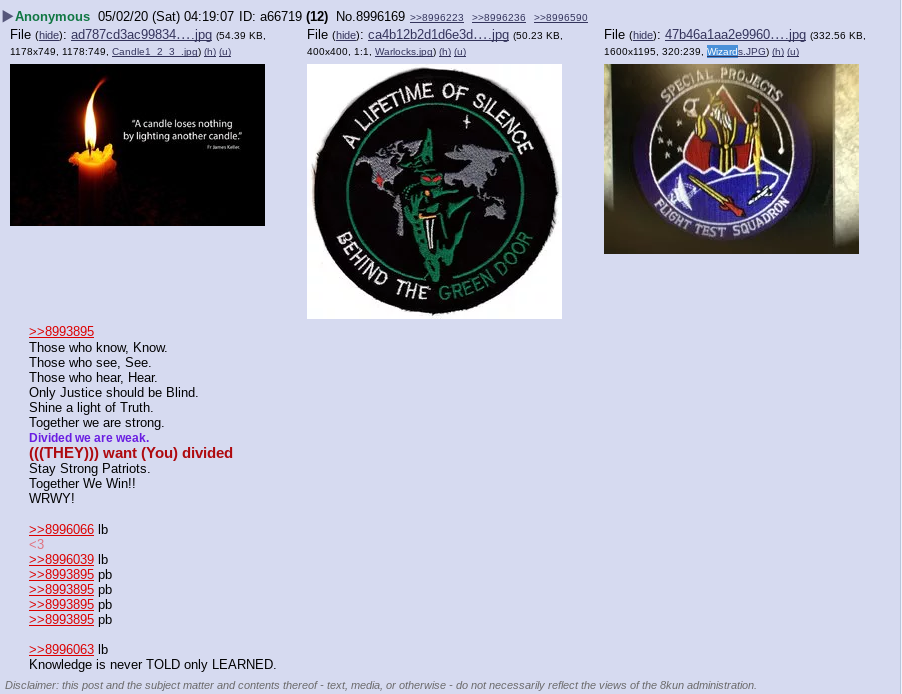 Anonymous 05/02/20 (Sat) 04:19:07 ID: a66719 (12) No.8996169 >>8996223 >>8996236 >>8996590
File (hide): ad787cd3ac99834….jpg (54.39 KB,
1178x749, 1178:749, Candle1_2_3_.jpg) (h) (u)
File (hide): ca4b12b2d1d6e3d….jpg (50.23 KB,
400x400, 1:1, Warlocks.jpg) (h) (u)
File (hide): 47b46a1aa2e9960….jpg (332.56 KB,
1600x1195, 320:239, Wizards.JPG) (h) (u)
“A candle loses nothing
by lighting another candle.”
Fr James Keller.
A LIFETIME OF SILENCE
BEHIND THE GREEN DOOR
SPECIAL PROJECTS
FLIGHT TEST SQUADRON
>>8993895
Those who know, Know.
Those who see, See.
Those who hear, Hear.
Only Justice should be Blind.
Shine a light of Truth.
Together we are strong.
Divided we are weak.
(((THEY))) want (You) divided
Stay Strong Patriots.
Together We Win!!
WRWY!
>>8996066 lb
<3
>>8996039 lb
>>8993895 pb
>>8993895 pb
>>8993895 pb
>>8993895 pb
>>8996063 lb
Knowledge is never TOLD only LEARNED.
Disclaimer: this post and the subject matter and contents thereof - text, media, or otherwise - do not necessarily reflect the views of the 8kun administration.